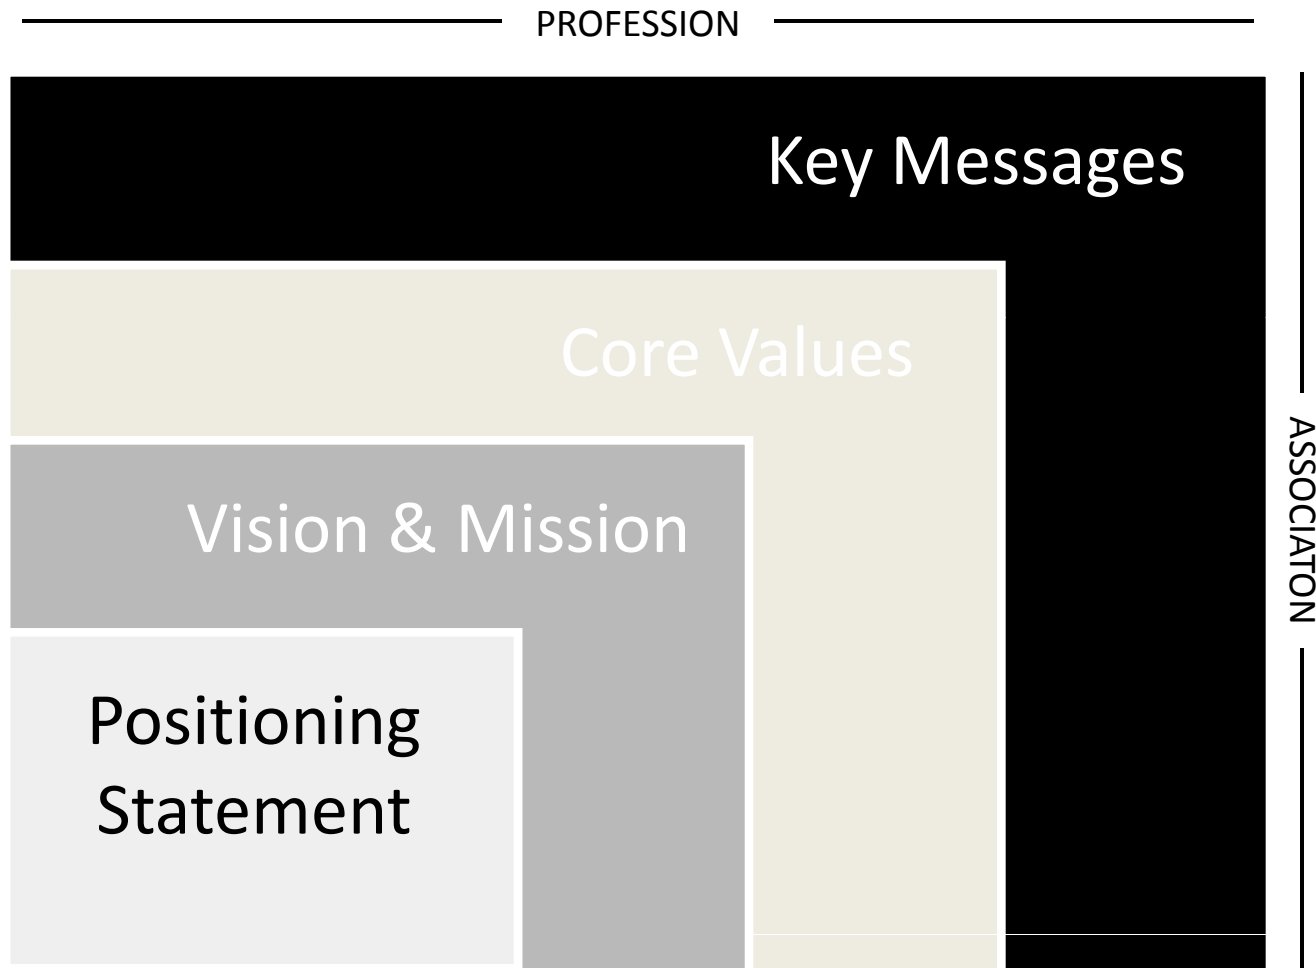 PROFESSION
Key Messages
Core Values
ASSOCIATON
Vision & Mission
Positioning
Statement